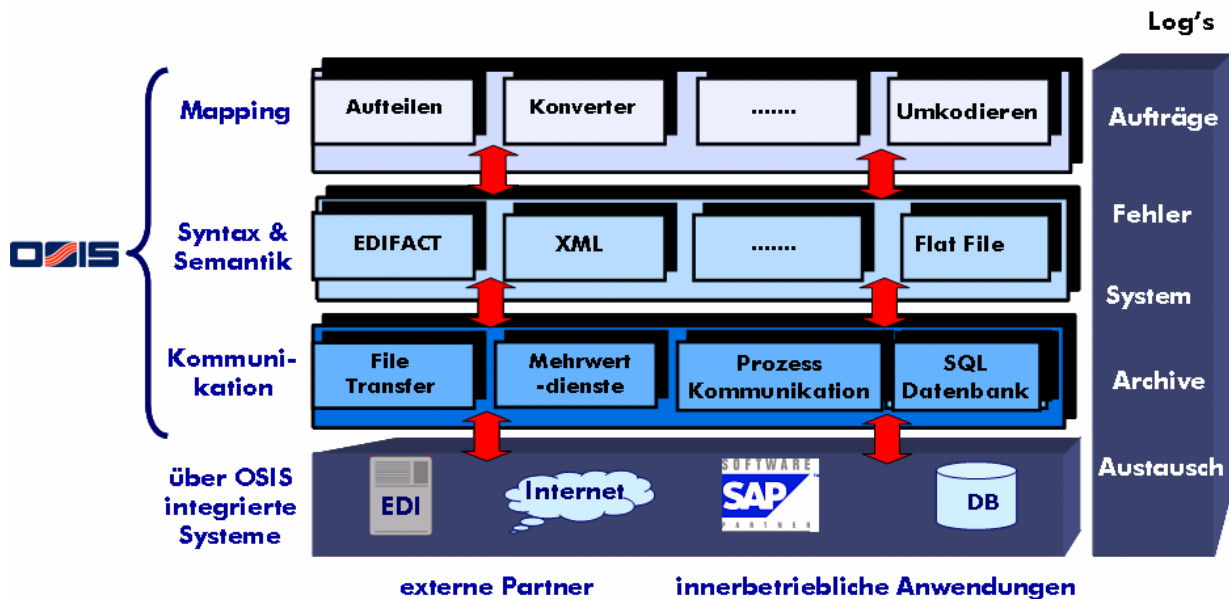 Log's
Mapping
Aufteilen
Konverter
.......
Umkodieren
Aufträge
OSIS
Syntax &
Semantik
EDIFACT
XML
.......
Flat File
Fehler
System
Kommuni-
kation
File
Transfer
Mehrwert
-dienste
Prozess
Kommunikation
SQL
Datenbank
Archive
über OSIS
integrierte
Systeme
EDI
Internet
SOFTWARE
SAP
PARTNER
DB
Austausch
externe Partner
innerbetriebliche Anwendungen